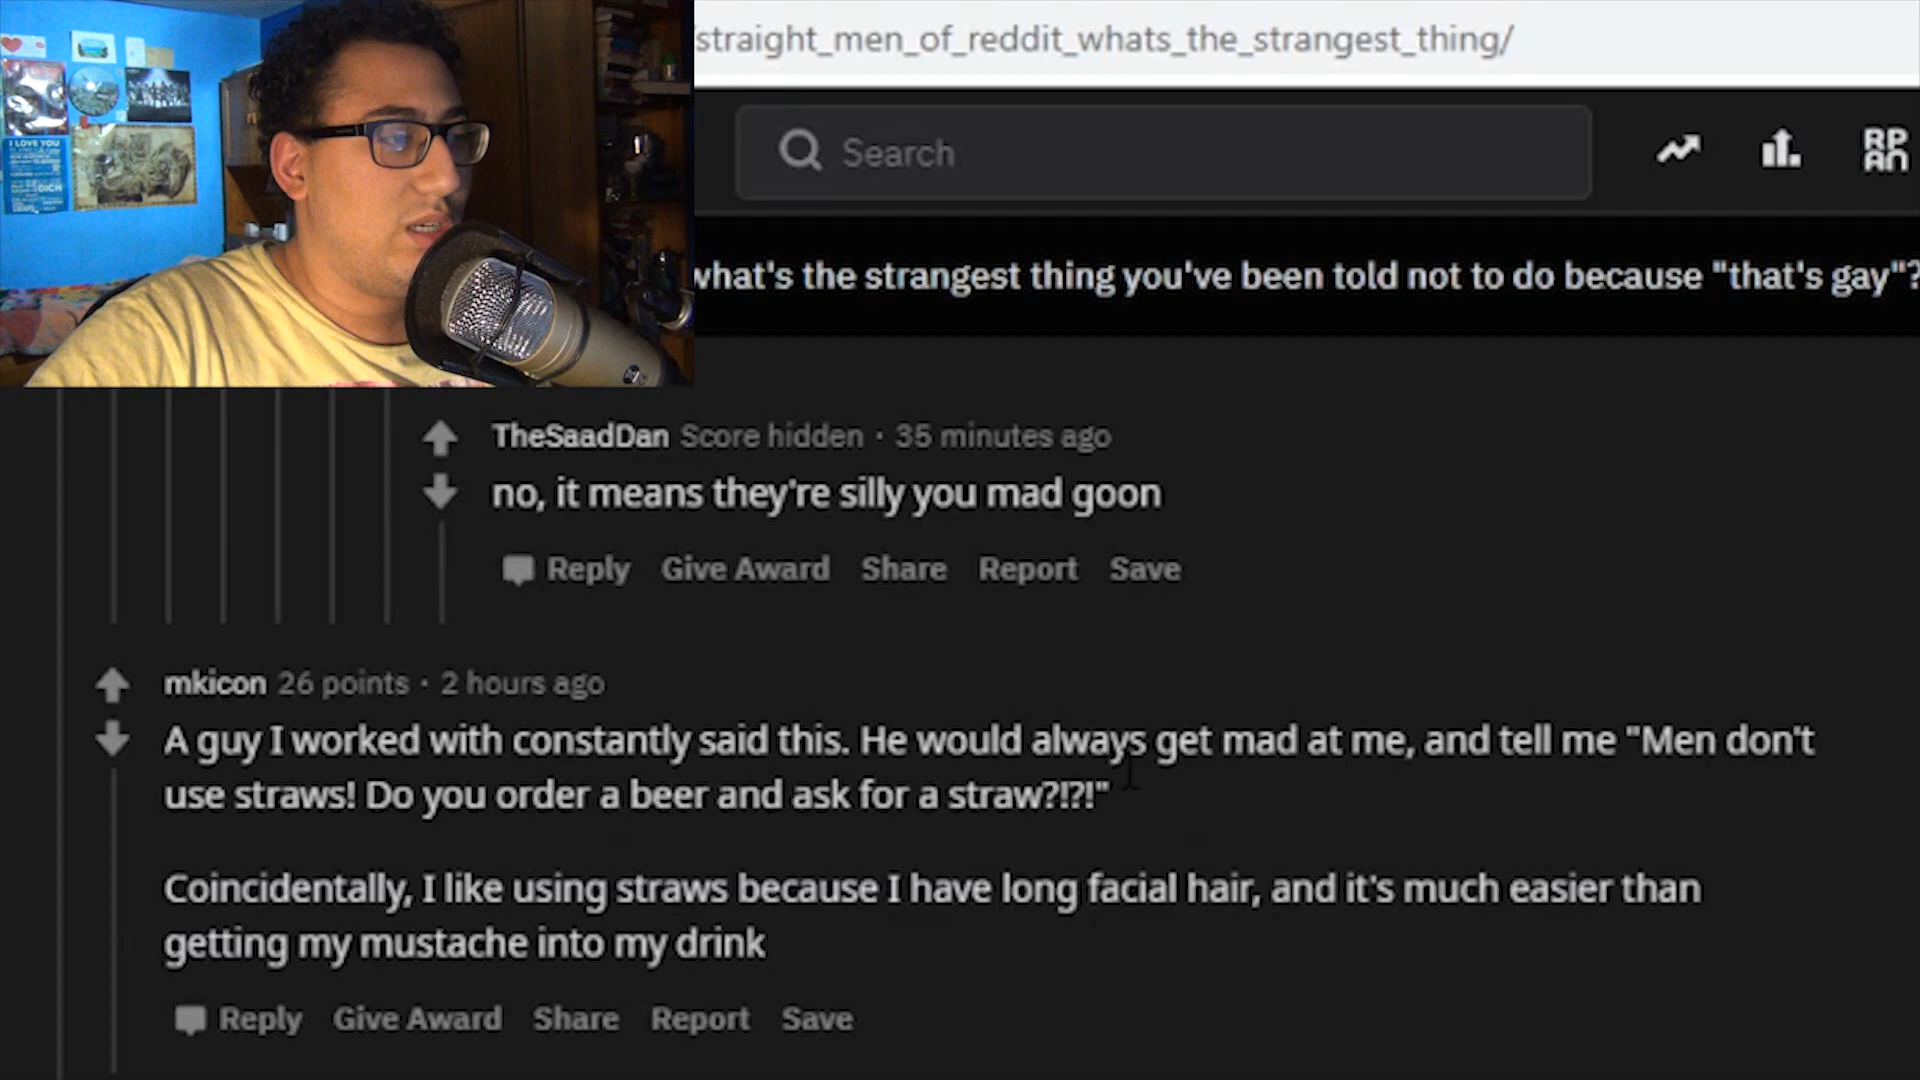 straight_men_of_reddit_whats_the_strangest_thing/
Search
RP
AN
what's the strangest thing you've been told not to do because "that's gay"?
I LOVE YOU
DICH
TheSaadDan Score hidden · 35 minutes ago
no, it means they're silly you mad goon
Reply Give Award Share Report Save
mkicon 26 points · 2 hours ago
A guy I worked with constantly said this. He would always get mad at me, and tell me "Men don't
use straws! Do you order a beer and ask for a straw?!?!"
Coincidentally, I like using straws because I have long facial hair, and it's much easier than
getting my mustache into my drink
Reply Give Award Share Report Save